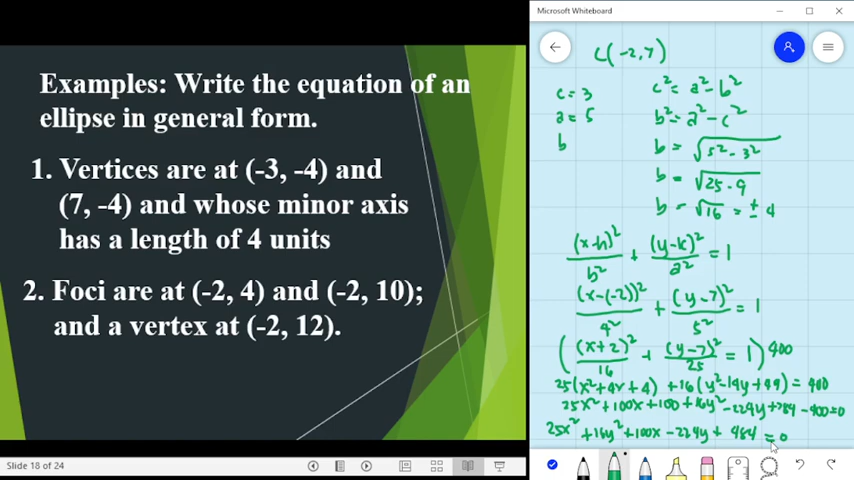 Examples: Write the equation of an
ellipse in general form.
1. Vertices are at (-3, -4) and
(7, -4) and whose minor axis
has a length of 4 units
2. Foci are at (-2, 4) and (-2, 10);
and a vertex at (-2, 12).
Slide 18 of 24
Microsoft Whiteboard
C(-2,7)
c = 3
a = 5
b
c² = a² - b²
b² = a² - c²
b = √5² - 3²
b = √25 - 9
b = √16 = ± 4
(x-h)²/b² + (y-k)²/a² = 1
(x-(-2))²/4² + (y-7)²/5² = 1
((x+2)²/16 + (y-7)²/25 = 1) 400
25(x²+4x+4) + 16(y²-14y+49) = 400
25x² + 100x + 100 + 16y² - 224y + 784 - 400 = 0
25x² + 16y² + 100x - 224y + 484 = 0